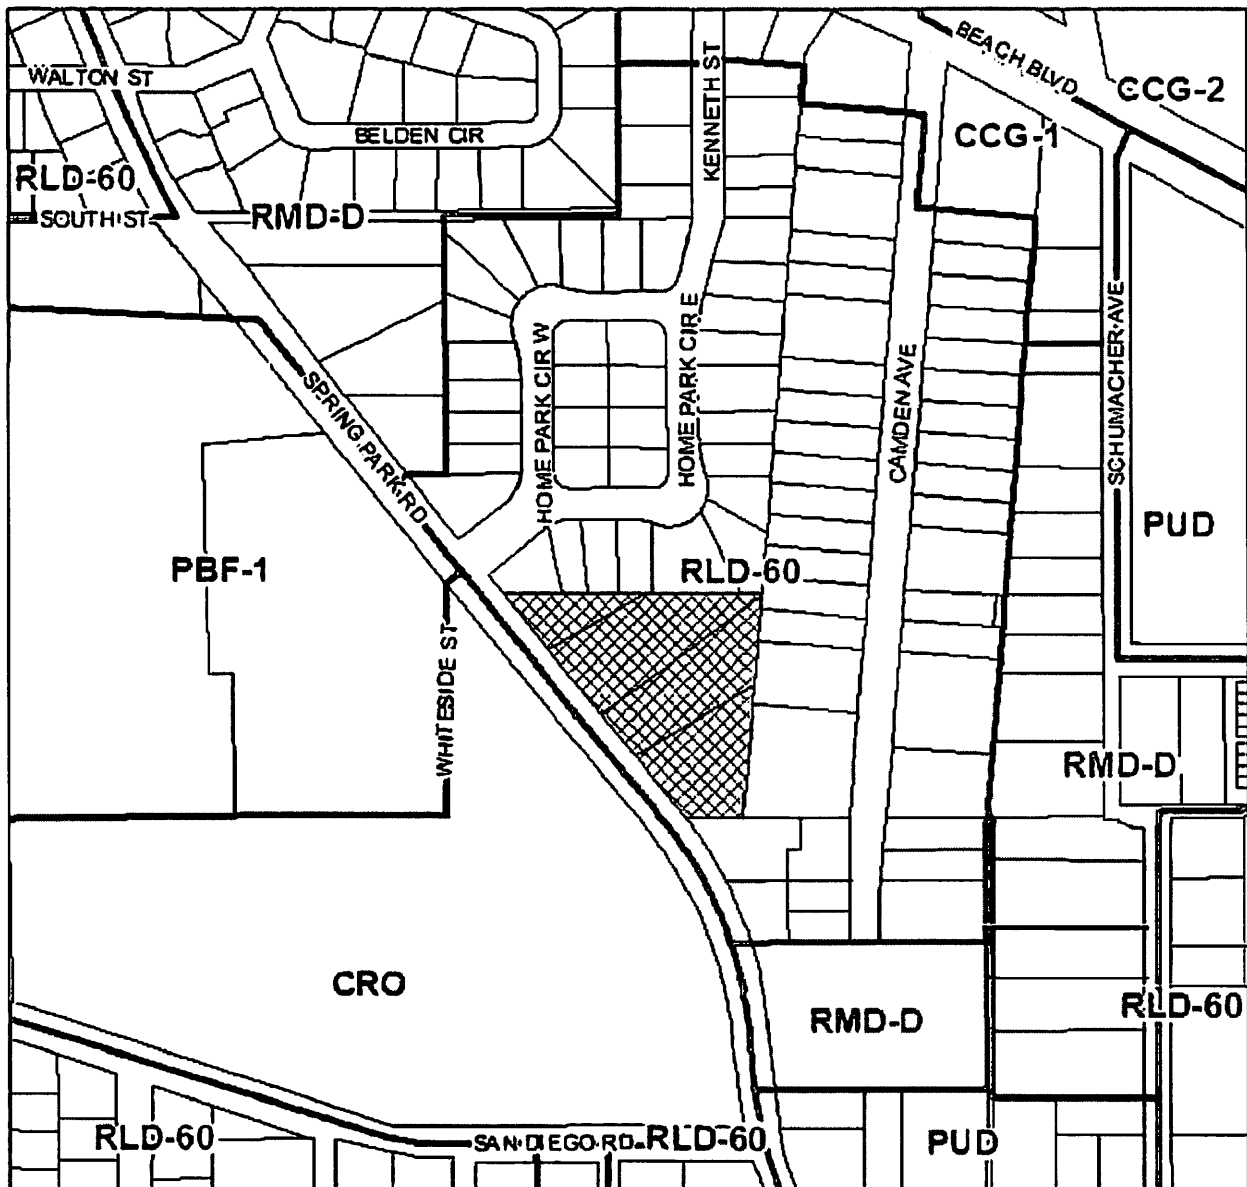 BEACH BLVD
WALTON ST
KENNETH ST
CCG-2
BELDEN CIR
CCG-1
RLD-60
SOUTH ST
RMD-D
HOME PARK CIR W
HOME PARK CIR E
CAMDEN AVE
SCHUMACHER AVE
SPRING PARK RD
PUD
PBF-1
RLD-60
WHITESIDE ST
RMD-D
CRO
RMD-D
RLD-60
RLD-60
SAN DIEGO RD
RLD-60
PUD